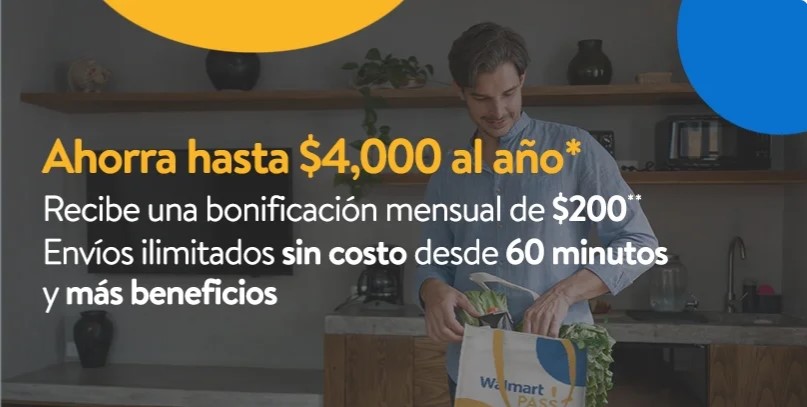 Ahorra hasta $4,000 al año*
Recibe una bonificación mensual de $200**
Envíos ilimitados sin costo desde 60 minutos
y más beneficios
Walmart
PASS